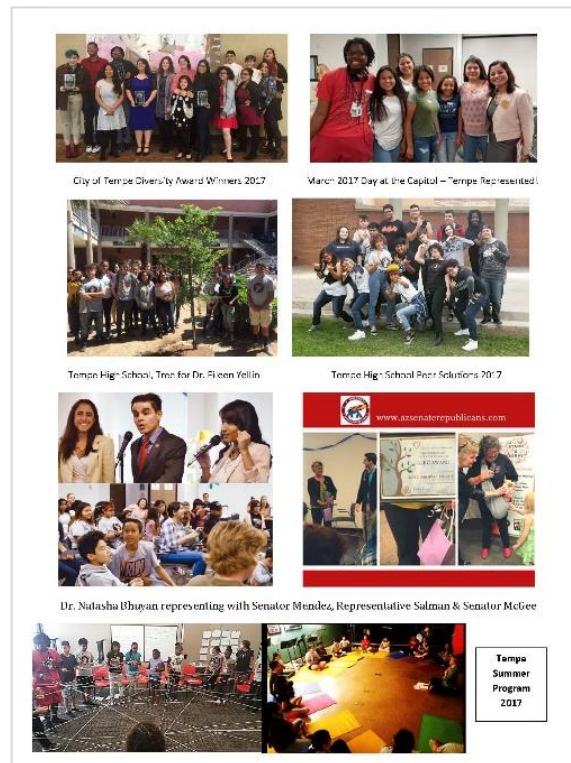 City of Tempe Diversity Award Winners 2017
March 2017 Day at the Capitol – Tempe Represented!
Tempe High School, Tree for Dr. Eileen Yellin
Tempe High School Peer Solutions 2017
www.azsenaterepublicans.com
Dr. Natasha Bhuyan representing with Senator Mendez, Representative Salman & Senator McGee
Tempe
Summer
Program
2017